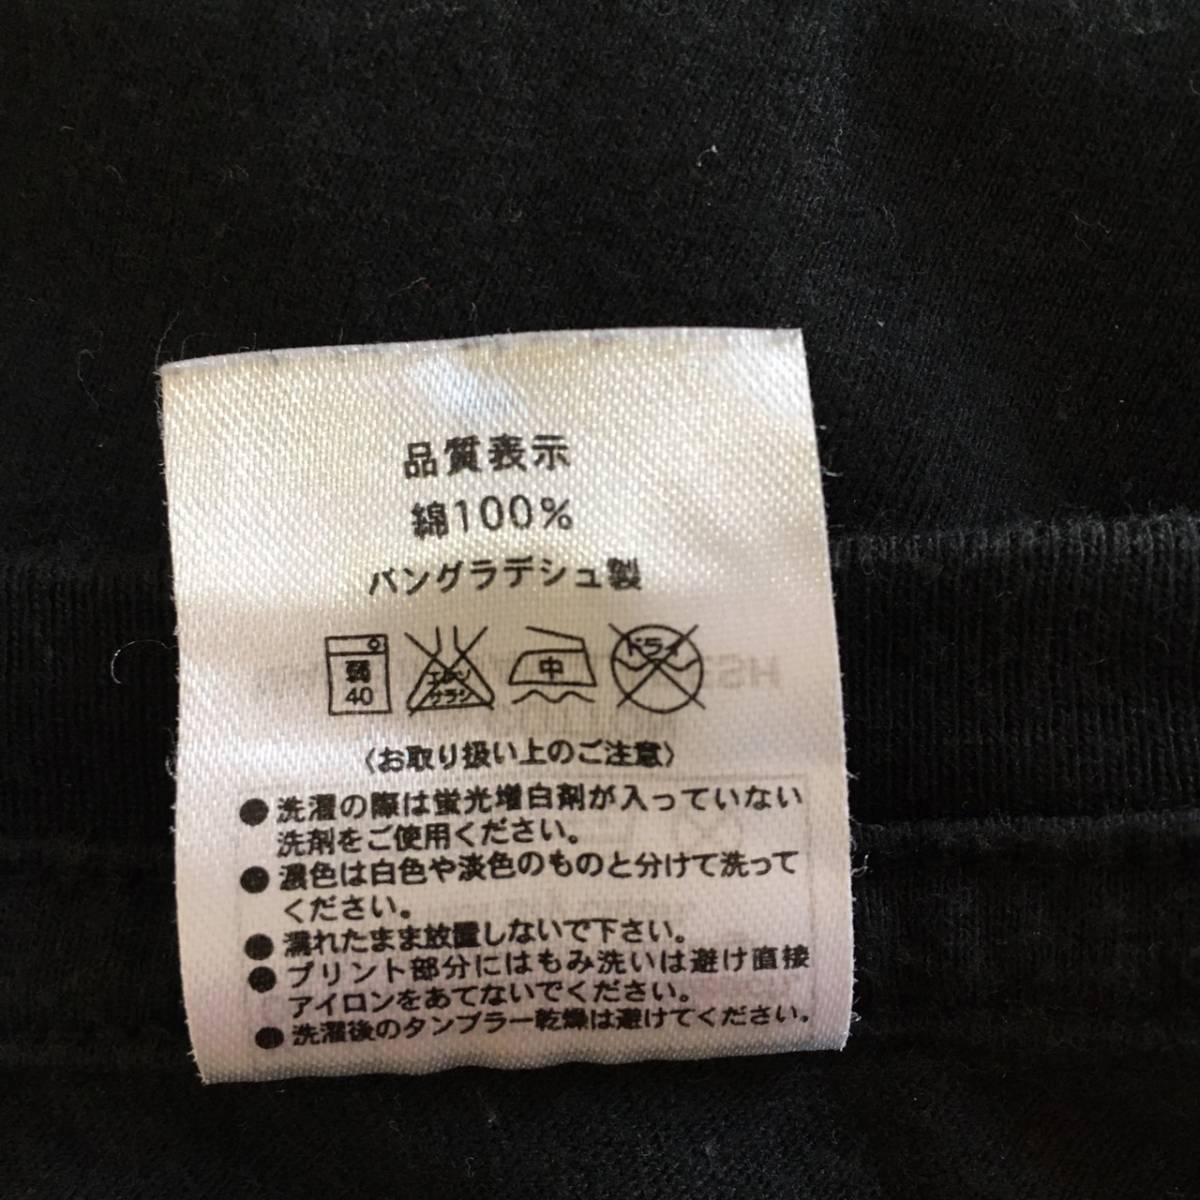 品質表示
綿100%
バングラデシュ製
弱 40
エンソ サラシ
中
ドライ
〈お取り扱い上のご注意〉
●洗濯の際は蛍光増白剤が入っていない
洗剤をご使用ください。
●濃色は白色や淡色のものと分けて洗って
ください。
●濡れたまま放置しないで下さい。
●プリント部分にはもみ洗いは避け直接
アイロンをあてないでください。
●洗濯後のタンブラー乾燥は避けてください。